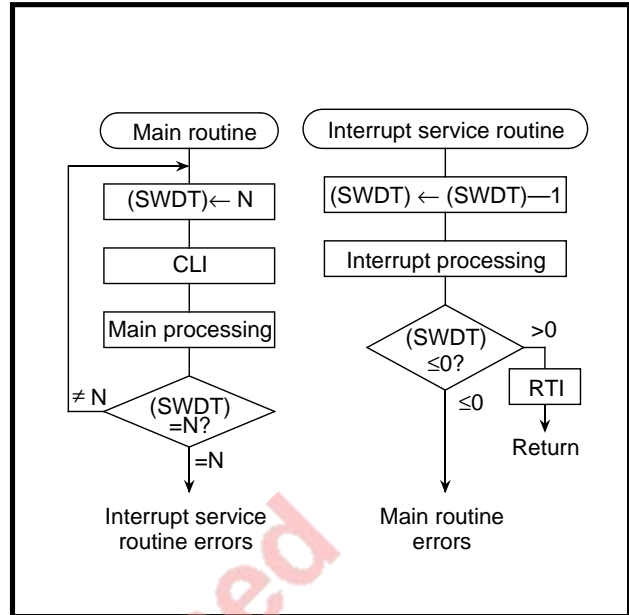 Main routine
(SWDT)← N
CLI
Main processing
≠ N
(SWDT)
=N?
=N
Interrupt service
routine errors
Interrupt service routine
(SWDT) ← (SWDT)—1
Interrupt processing
>0
(SWDT)
≤0?
RTI
≤0
Return
Main routine
errors